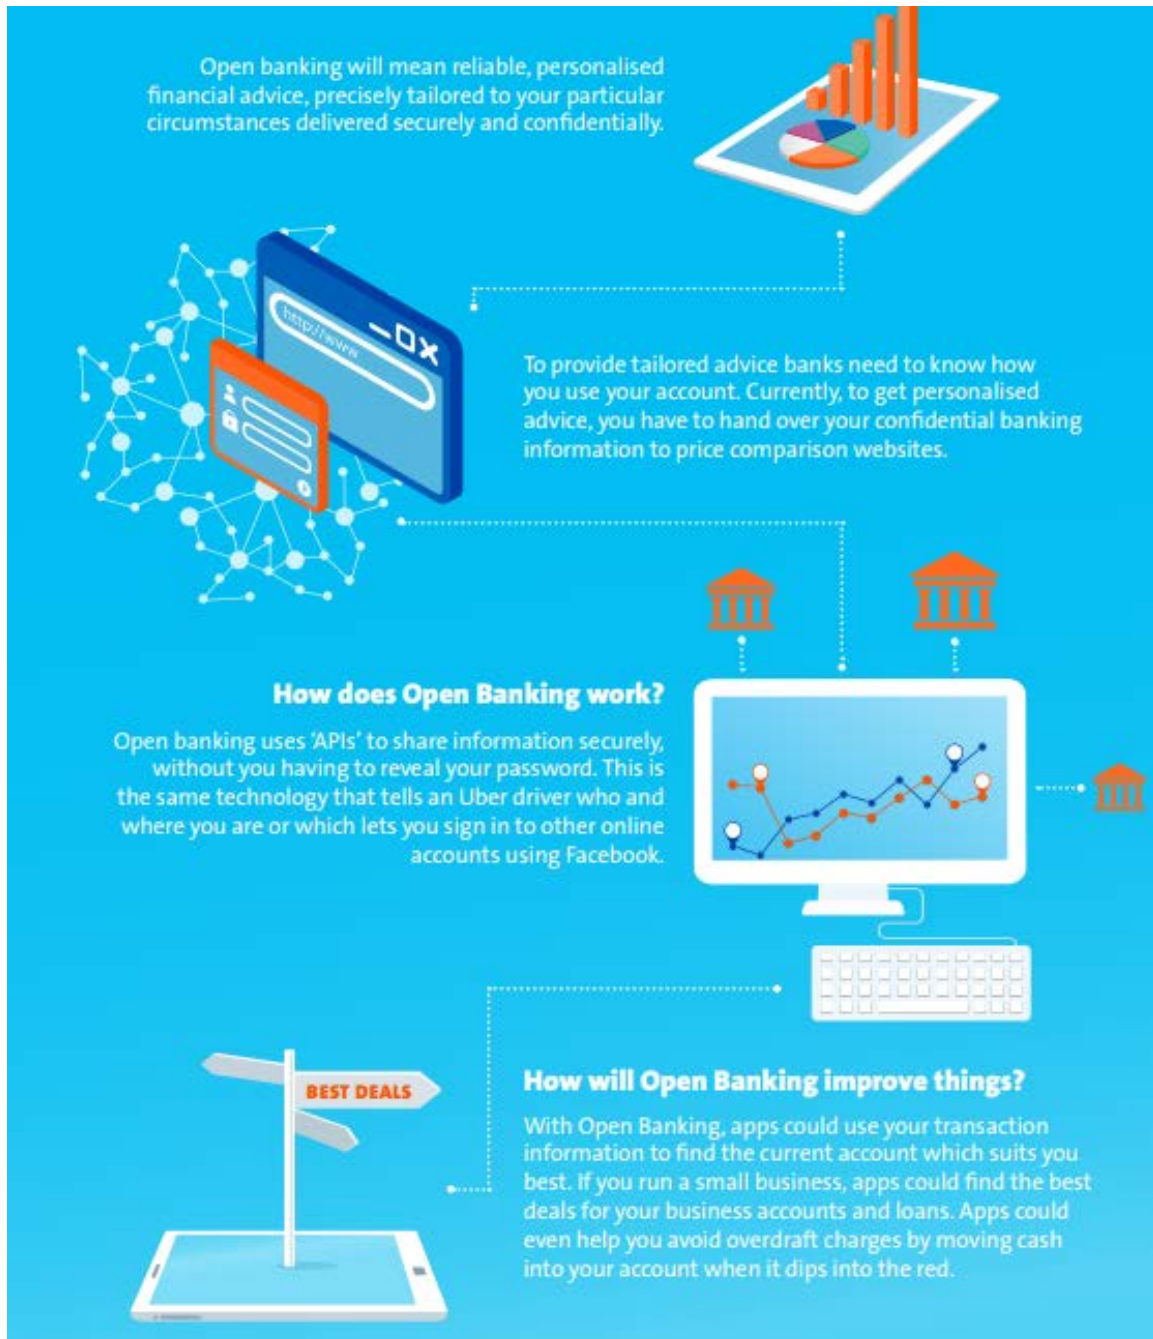 Open banking will mean reliable, personalised
financial advice, precisely tailored to your particular
circumstances delivered securely and confidentially.
http://www
To provide tailored advice banks need to know how
you use your account. Currently, to get personalised
advice, you have to hand over your confidential banking
information to price comparison websites.
How does Open Banking work?
Open banking uses ‘APIs’ to share information securely,
without you having to reveal your password. This is
the same technology that tells an Uber driver who and
where you are or which lets you sign in to other online
accounts using Facebook.
BEST DEALS
How will Open Banking improve things?
With Open Banking, apps could use your transaction
information to find the current account which suits you
best. If you run a small business, apps could find the best
deals for your business accounts and loans. Apps could
even help you avoid overdraft charges by moving cash
into your account when it dips into the red.